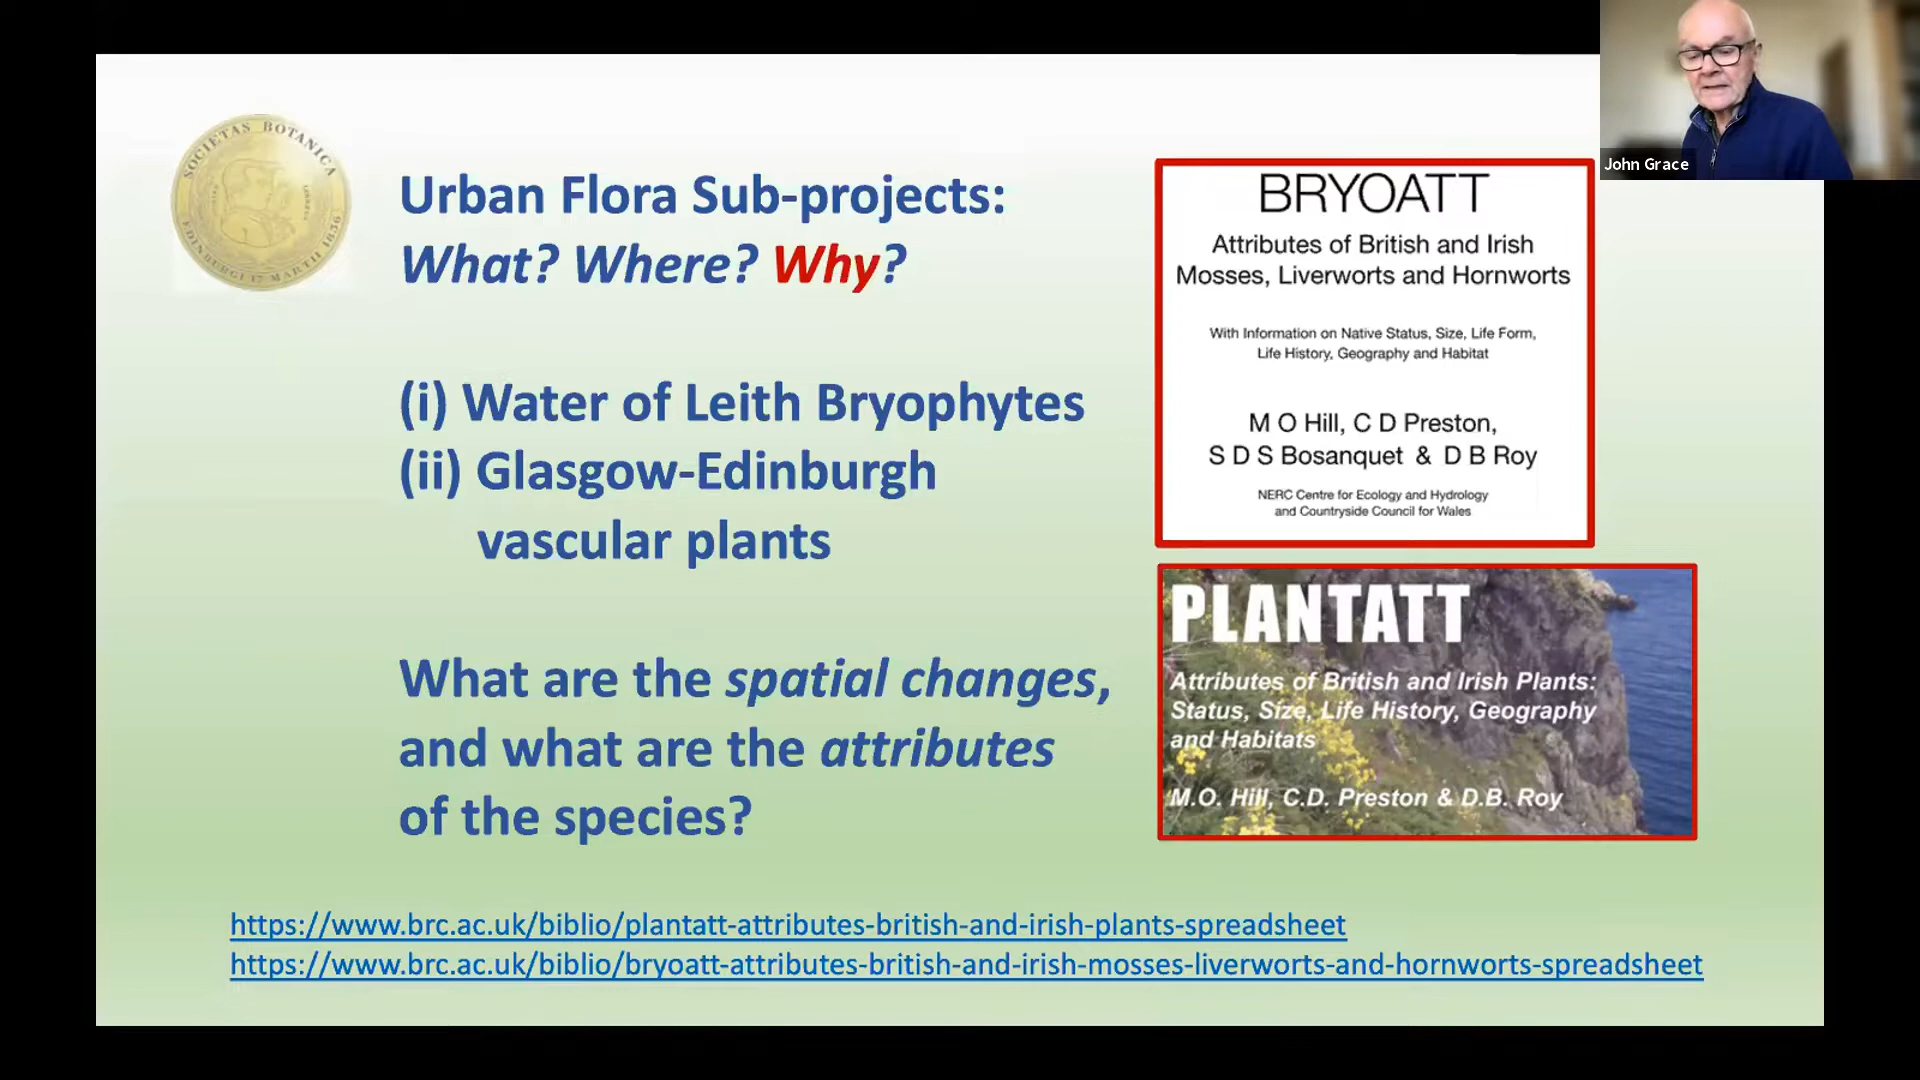 John Grace
SOCIETAS BOTANICA
EDINBURGI 17 MARTII 1836
Urban Flora Sub-projects:
What? Where? Why?
(i) Water of Leith Bryophytes
(ii) Glasgow-Edinburgh
vascular plants
What are the spatial changes,
and what are the attributes
of the species?
BRYOATT
Attributes of British and Irish
Mosses, Liverworts and Hornworts
With Information on Native Status, Size, Life Form,
Life History, Geography and Habitat
M O Hill, C D Preston,
S D S Bosanquet & D B Roy
NERC Centre for Ecology and Hydrology
and Countryside Council for Wales
PLANTATT
Attributes of British and Irish Plants:
Status, Size, Life History, Geography
and Habitats
M.O. Hill, C.D. Preston & D.B. Roy
https://www.brc.ac.uk/biblio/plantatt-attributes-british-and-irish-plants-spreadsheet
https://www.brc.ac.uk/biblio/bryoatt-attributes-british-and-irish-mosses-liverworts-and-hornworts-spreadsheet